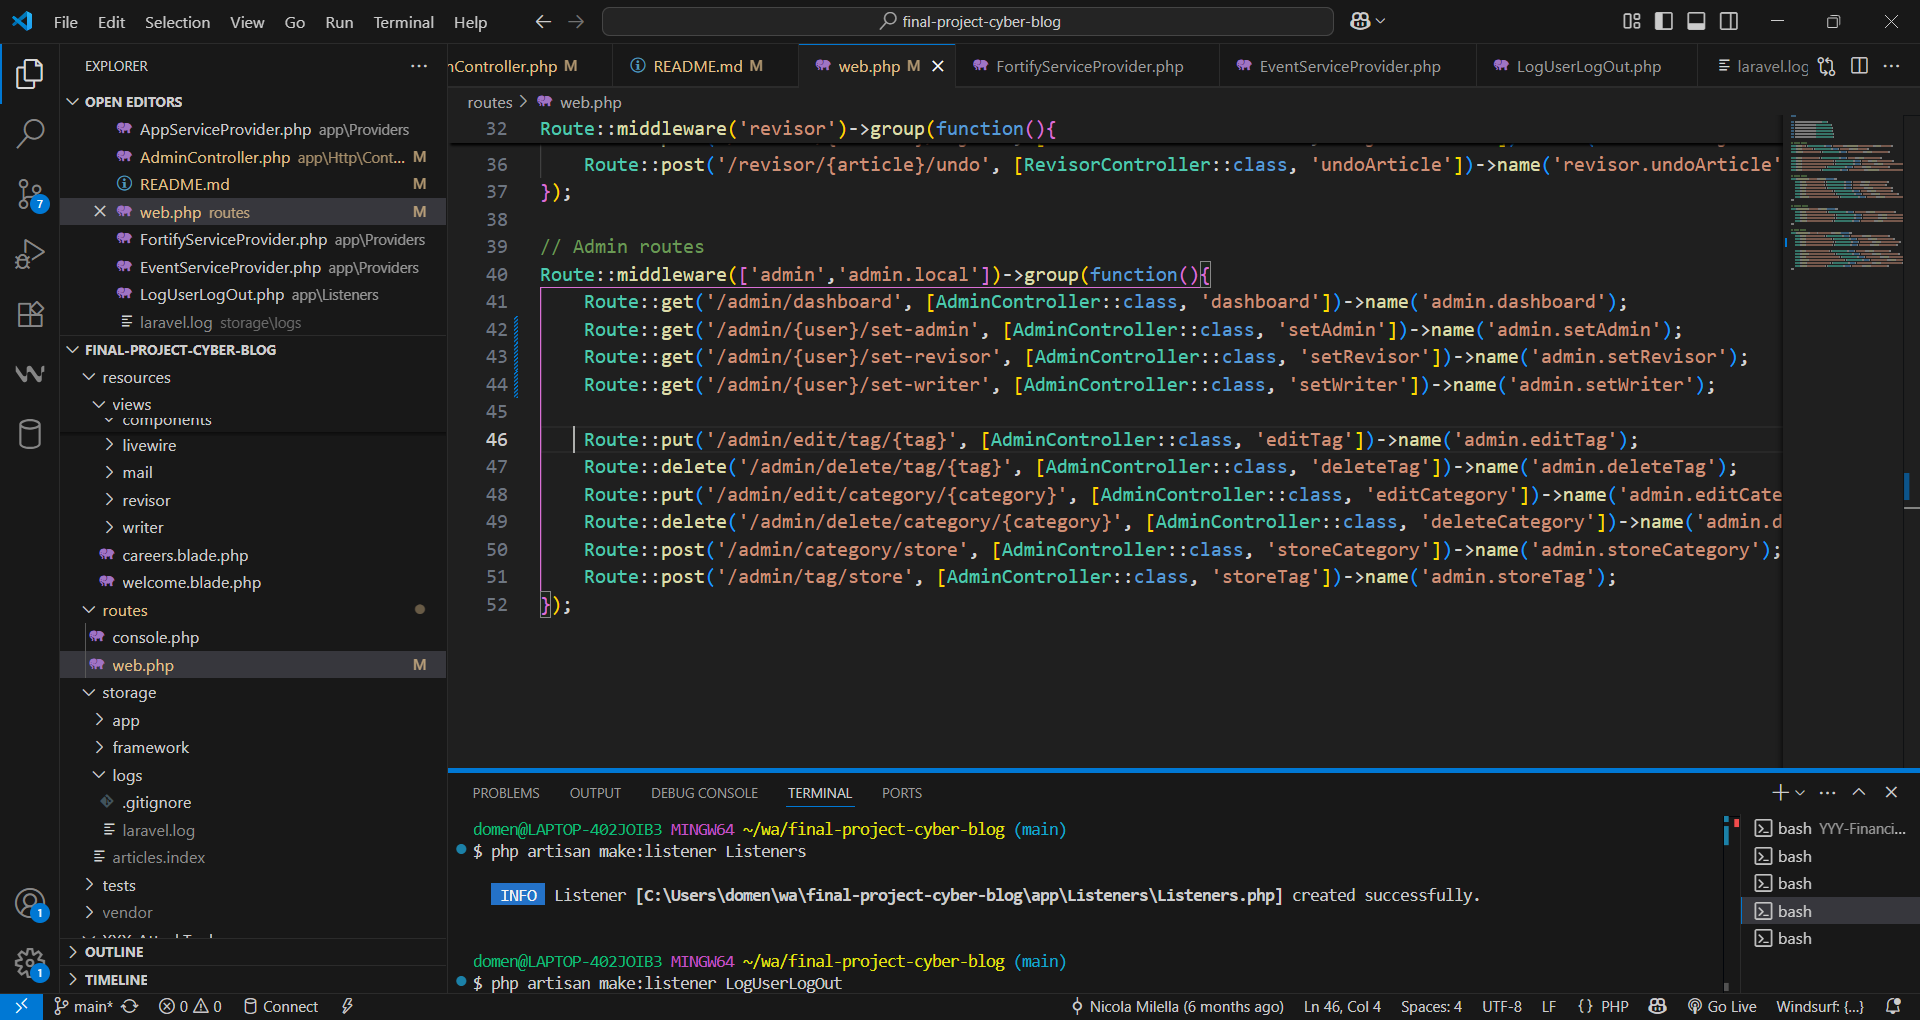 File Edit Selection View Go Run Terminal Help
final-project-cyber-blog
EXPLORER
OPEN EDITORS
AppServiceProvider.php app\Providers
AdminController.php app\Http\Cont... M
README.md M
web.php routes M
FortifyServiceProvider.php app\Providers
EventServiceProvider.php app\Providers
LogUserLogOut.php app\Listeners
laravel.log storage\logs
FINAL-PROJECT-CYBER-BLOG
resources
views
components
livewire
mail
revisor
writer
careers.blade.php
welcome.blade.php
routes
console.php
web.php M
storage
app
framework
logs
.gitignore
laravel.log
articles.index
tests
vendor
OUTLINE
TIMELINE
7
1
1
nController.php M README.md M web.php M FortifyServiceProvider.php EventServiceProvider.php LogUserLogOut.php laravel.log
routes > web.php
32 Route::middleware('revisor')->group(function(){
36 Route::post('/revisor/{article}/undo', [RevisorController::class, 'undoArticle'])->name('revisor.undoArticle'
37 });
38
39 // Admin routes
40 Route::middleware(['admin','admin.local'])->group(function(){
41 Route::get('/admin/dashboard', [AdminController::class, 'dashboard'])->name('admin.dashboard');
42 Route::get('/admin/{user}/set-admin', [AdminController::class, 'setAdmin'])->name('admin.setAdmin');
43 Route::get('/admin/{user}/set-revisor', [AdminController::class, 'setRevisor'])->name('admin.setRevisor');
44 Route::get('/admin/{user}/set-writer', [AdminController::class, 'setWriter'])->name('admin.setWriter');
45
46 Route::put('/admin/edit/tag/{tag}', [AdminController::class, 'editTag'])->name('admin.editTag');
47 Route::delete('/admin/delete/tag/{tag}', [AdminController::class, 'deleteTag'])->name('admin.deleteTag');
48 Route::put('/admin/edit/category/{category}', [AdminController::class, 'editCategory'])->name('admin.editCate
49 Route::delete('/admin/delete/category/{category}', [AdminController::class, 'deleteCategory'])->name('admin.d
50 Route::post('/admin/category/store', [AdminController::class, 'storeCategory'])->name('admin.storeCategory');
51 Route::post('/admin/tag/store', [AdminController::class, 'storeTag'])->name('admin.storeTag');
52 });
PROBLEMS OUTPUT DEBUG CONSOLE TERMINAL PORTS
domen@LAPTOP-402JOIB3 MINGW64 ~/wa/final-project-cyber-blog (main)
$ php artisan make:listener Listeners
INFO Listener [C:\Users\domen\wa\final-project-cyber-blog\app\Listeners\Listeners.php] created successfully.
domen@LAPTOP-402JOIB3 MINGW64 ~/wa/final-project-cyber-blog (main)
$ php artisan make:listener LogUserLogOut
bash YYY-Financi...
bash
bash
bash
bash
main* 0 0 Connect Nicola Milella (6 months ago) Ln 46, Col 4 Spaces: 4 UTF-8 LF {} PHP Go Live Windsurf: {...}